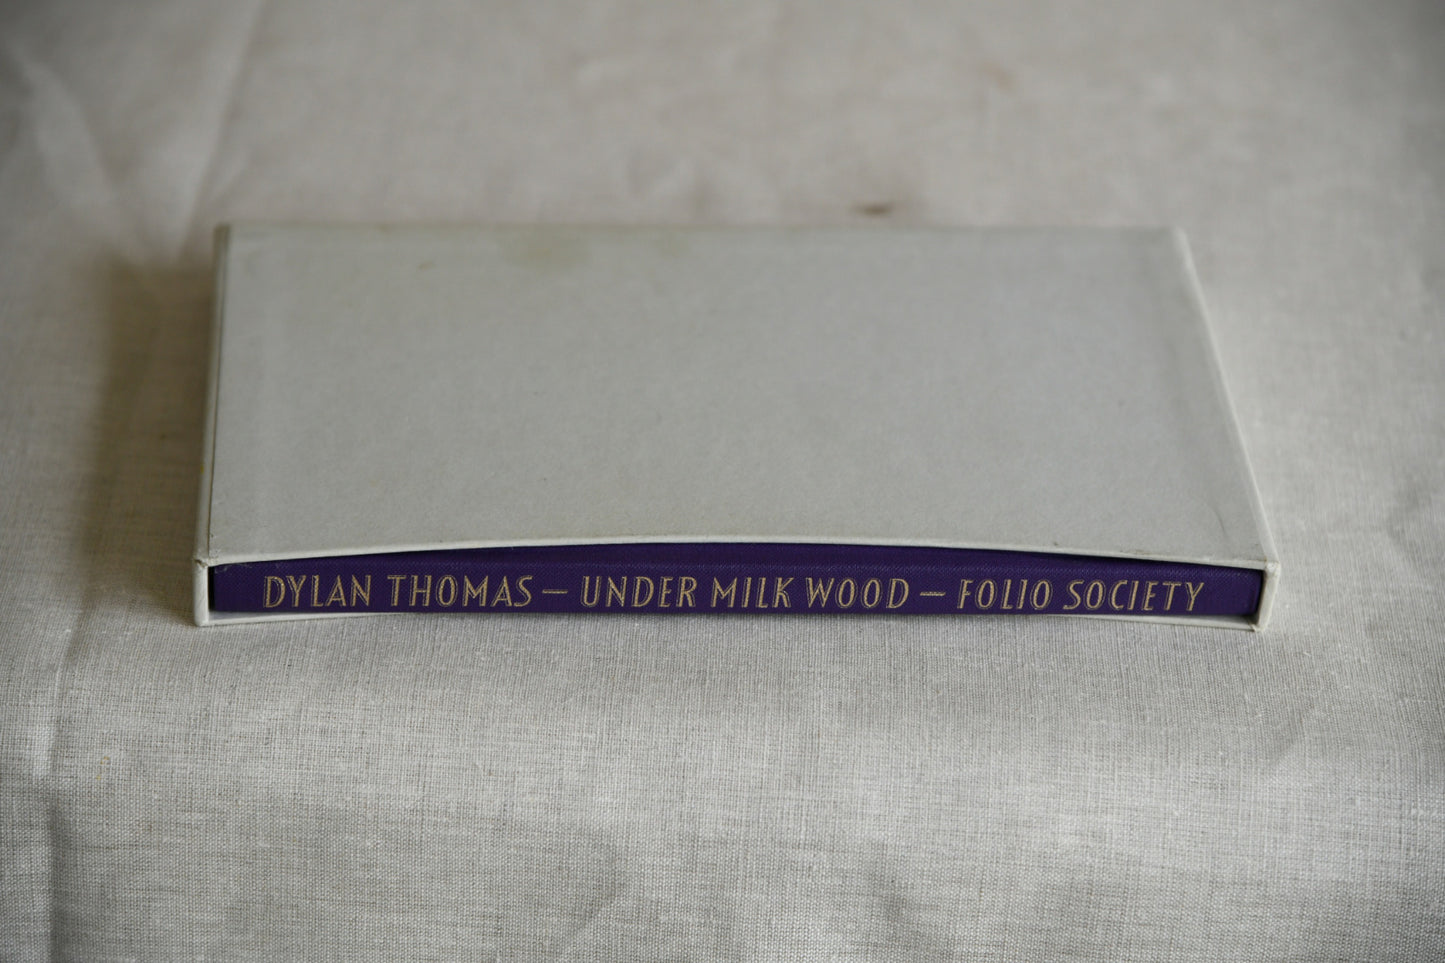 DYLAN THOMAS — UNDER MILK WOOD — FOLIO SOCIETY